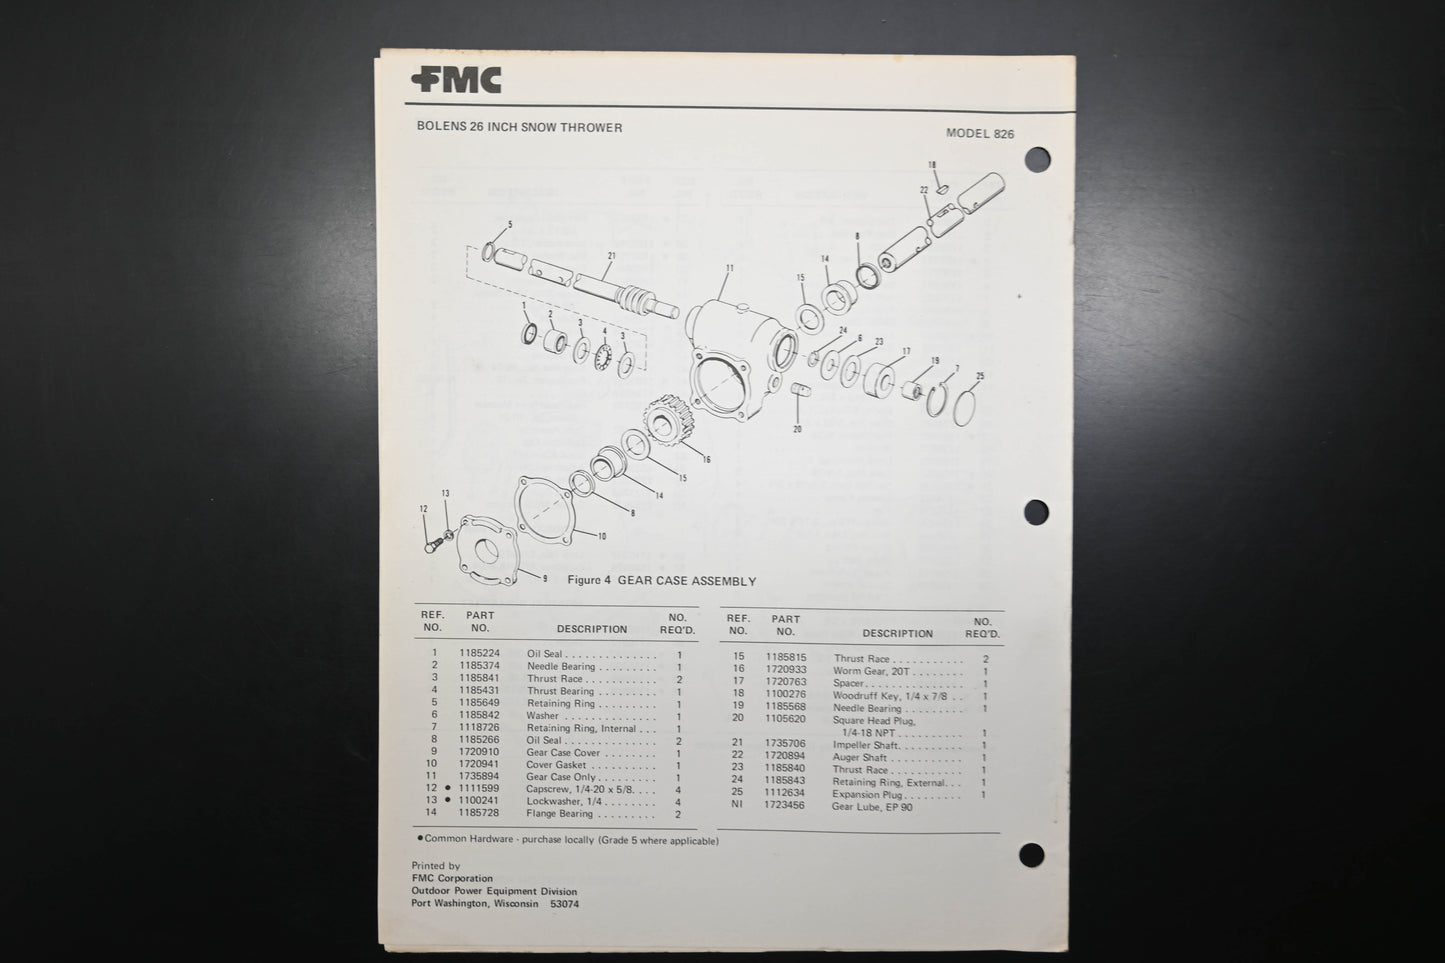 FMC
BOLENS 26 INCH SNOW THROWER
MODEL 826
18
22
5
8
21
14
11
15
1
2
3
4
3
24
6
23
17
19
7
25
20
16
15
14
8
13
12
10
9
Figure 4 GEAR CASE ASSEMBLY
REF. NO. PART NO. DESCRIPTION NO. REQ'D.
1 1185224 Oil Seal . . . . . . . . . . . . . . 1
2 1185374 Needle Bearing . . . . . . . . . 1
3 1185841 Thrust Race . . . . . . . . . . . 2
4 1185431 Thrust Bearing . . . . . . . . . 1
5 1185649 Retaining Ring . . . . . . . . . 1
6 1185842 Washer . . . . . . . . . . . . . . 1
7 1118726 Retaining Ring, Internal . . . 1
8 1185266 Oil Seal . . . . . . . . . . . . . . 2
9 1720910 Gear Case Cover . . . . . . . . 1
10 1720941 Cover Gasket . . . . . . . . . . 1
11 1735894 Gear Case Only . . . . . . . . . 1
12 ● 1111599 Capscrew, 1/4-20 x 5/8. . . . 4
13 ● 1100241 Lockwasher, 1/4 . . . . . . . . 4
14 1185728 Flange Bearing . . . . . . . . . 2
REF. NO. PART NO. DESCRIPTION NO. REQ'D.
15 1185815 Thrust Race . . . . . . . . . . . 2
16 1720933 Worm Gear, 20T . . . . . . . . 1
17 1720763 Spacer. . . . . . . . . . . . . . . 1
18 1100276 Woodruff Key, 1/4 x 7/8 . . 1
19 1185568 Needle Bearing . . . . . . . . . 1
20 1105620 Square Head Plug,
1/4-18 NPT . . . . . . . . . . 1
21 1735706 Impeller Shaft. . . . . . . . . . 1
22 1720894 Auger Shaft . . . . . . . . . . . 1
23 1185840 Thrust Race . . . . . . . . . . . 1
24 1185843 Retaining Ring, External. . . 1
25 1112634 Expansion Plug. . . . . . . . . 1
NI 1723456 Gear Lube, EP 90
● Common Hardware - purchase locally (Grade 5 where applicable)
Printed by
FMC Corporation
Outdoor Power Equipment Division
Port Washington, Wisconsin 53074